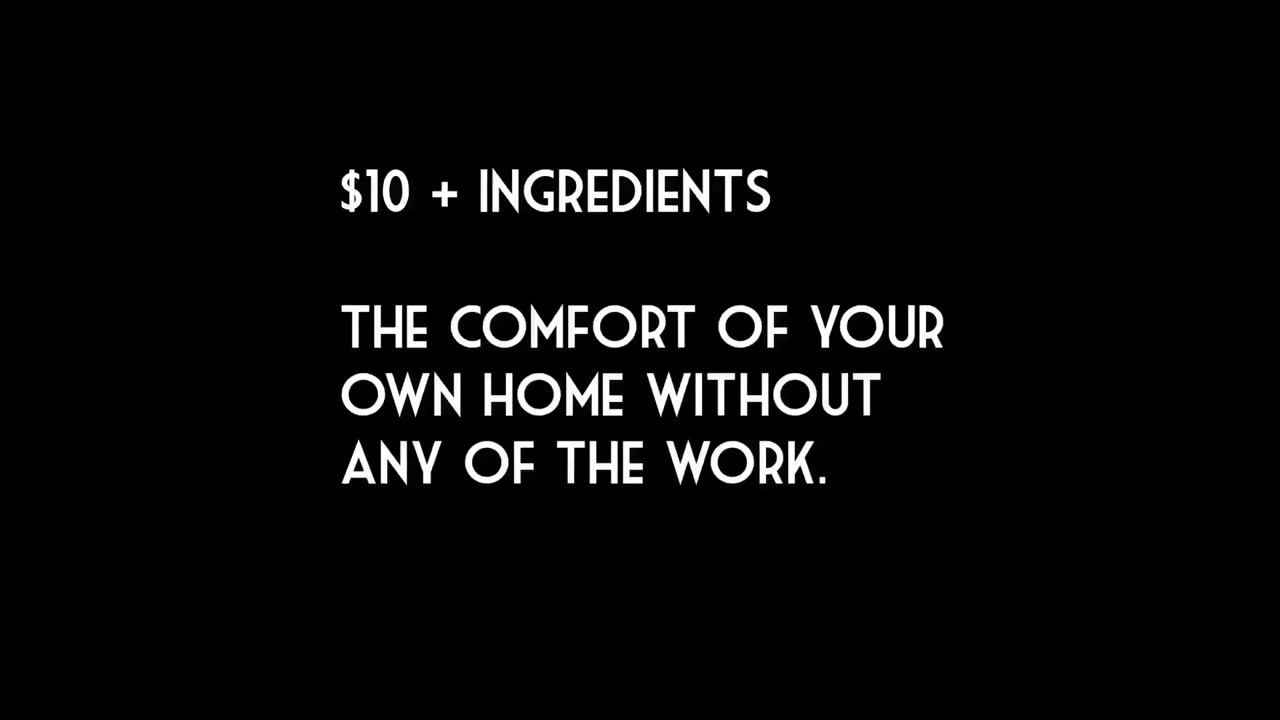 $10 + INGREDIENTS
THE COMFORT OF YOUR
OWN HOME WITHOUT
ANY OF THE WORK.